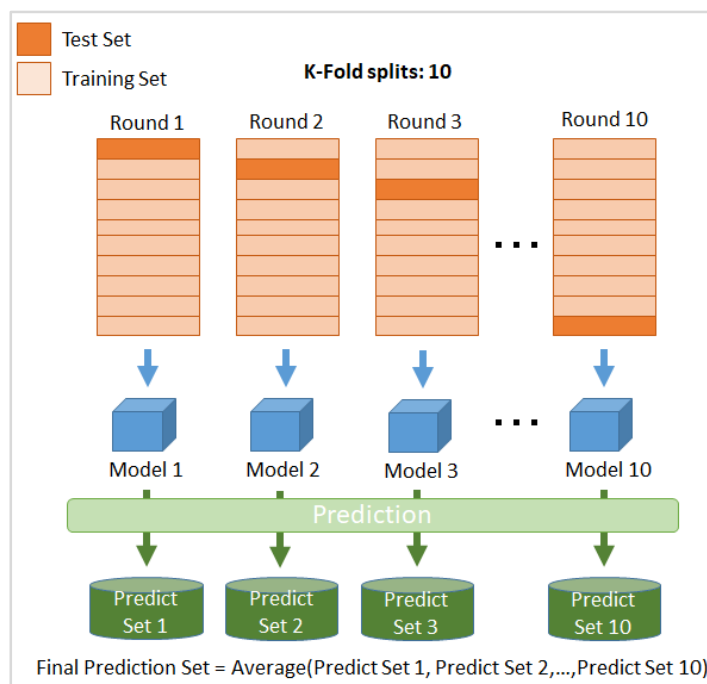 Test Set
Training Set
K-Fold splits: 10
Round 1
Round 2
Round 3
Round 10
...
Model 1
Model 2
Model 3
...
Model 10
Prediction
Predict
Set 1
Predict
Set 2
Predict
Set 3
Predict
Set 10
Final Prediction Set = Average(Predict Set 1, Predict Set 2,...,Predict Set 10)